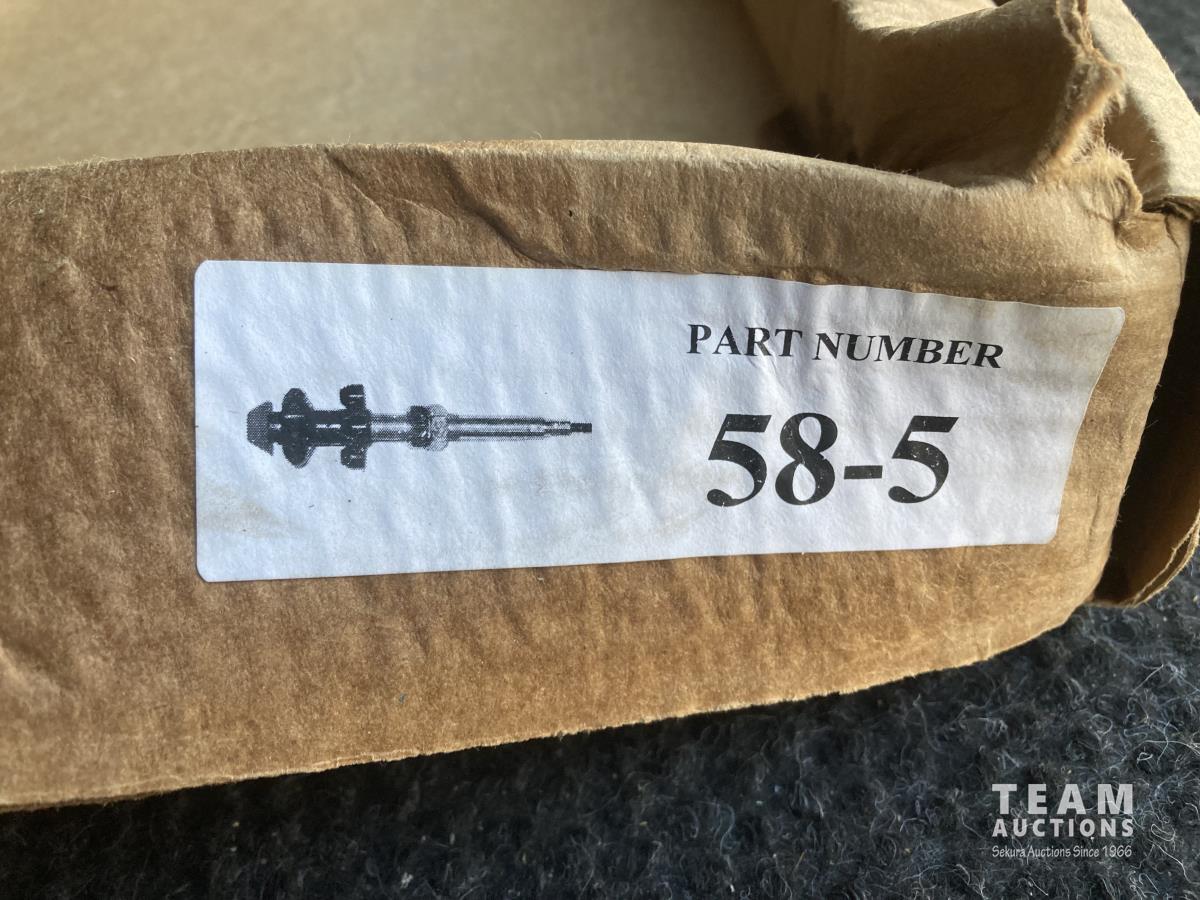 PART NUMBER
58-5
TEAM
AUCTIONS
Sekura Auctions Since 1966